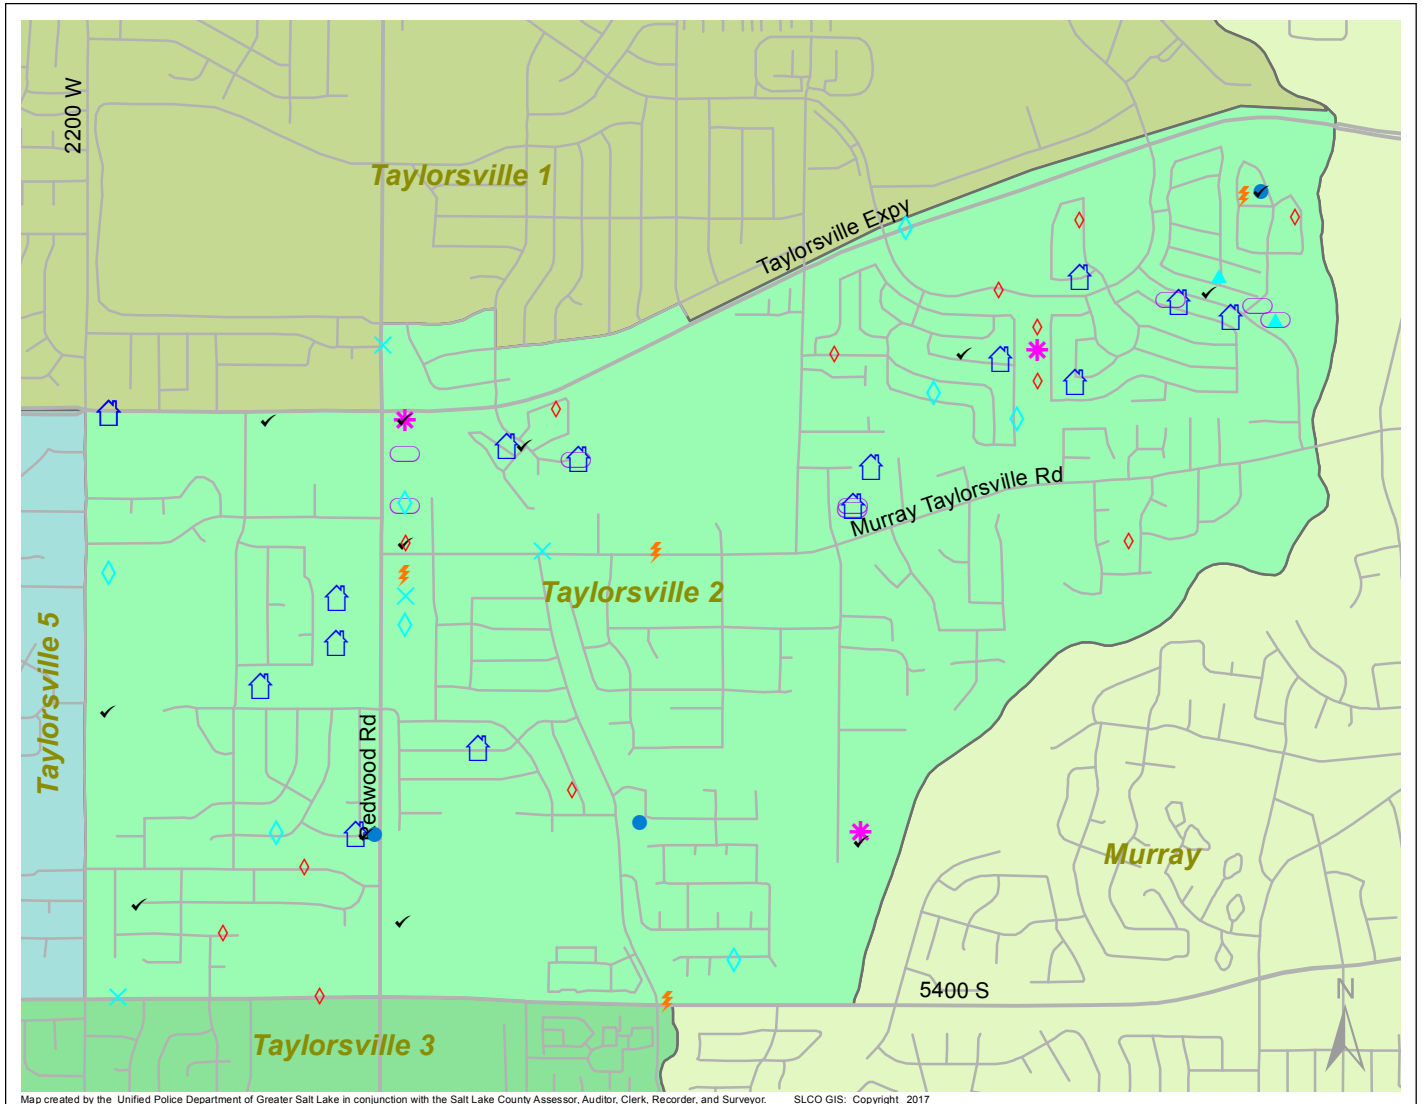 2200 W
Taylorsville 1
Taylorsville Expy
Murray Taylorsville Rd
Taylorsville 2
Taylorsville 5
Redwood Rd
Murray
5400 S
N
Taylorsville 3
Map created by the Unified Police Department of Greater Salt Lake in conjunction with the Salt Lake County Assessor, Auditor, Clerk, Recorder, and Surveyor. SLCO GIS: Copyright 2017